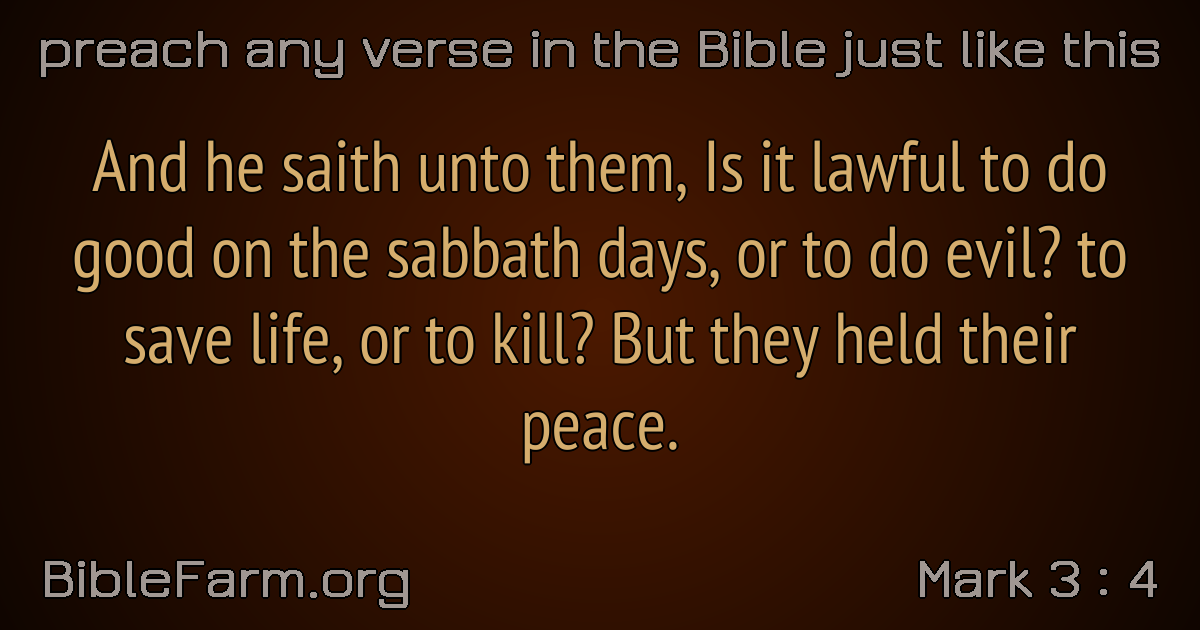 preach any verse in the Bible just like this
And he saith unto them, Is it lawful to do
good on the sabbath days, or to do evil? to
save life, or to kill? But they held their
peace.
BibleFarm.org
Mark 3 : 4